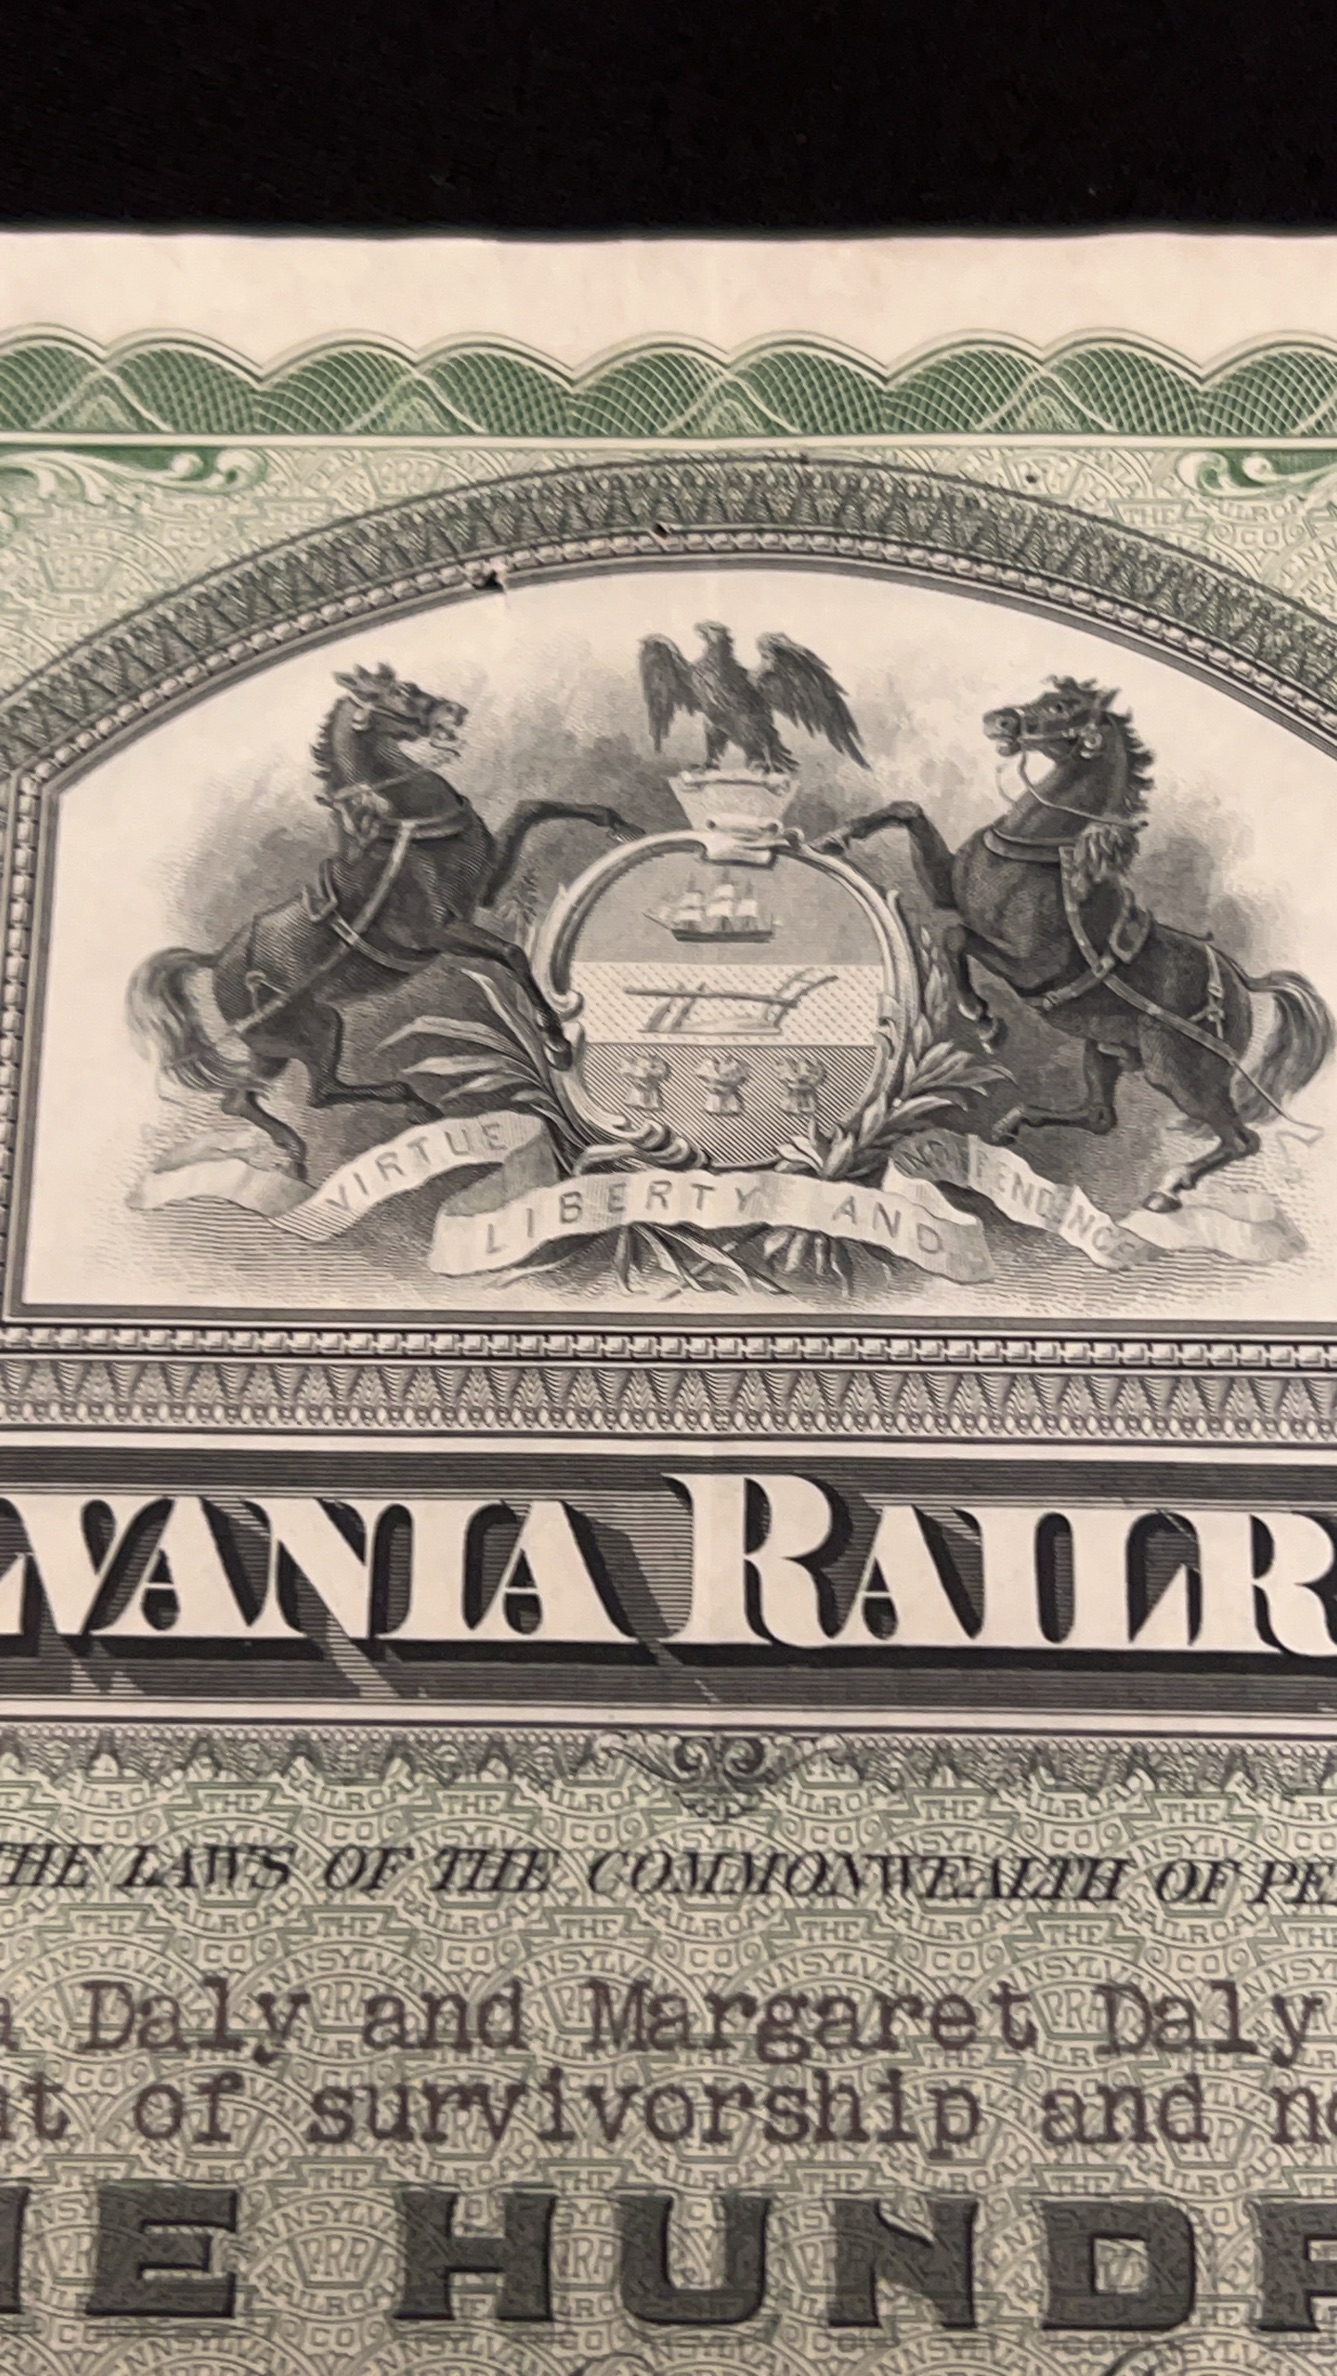 VIRTUE LIBERTY AND INDEPENDENCE
LVANIA RAILR
THE LAWS OF THE COMMONWEALTH OF PE
Daly and Margaret Daly
t of survivorship and n
E HUND